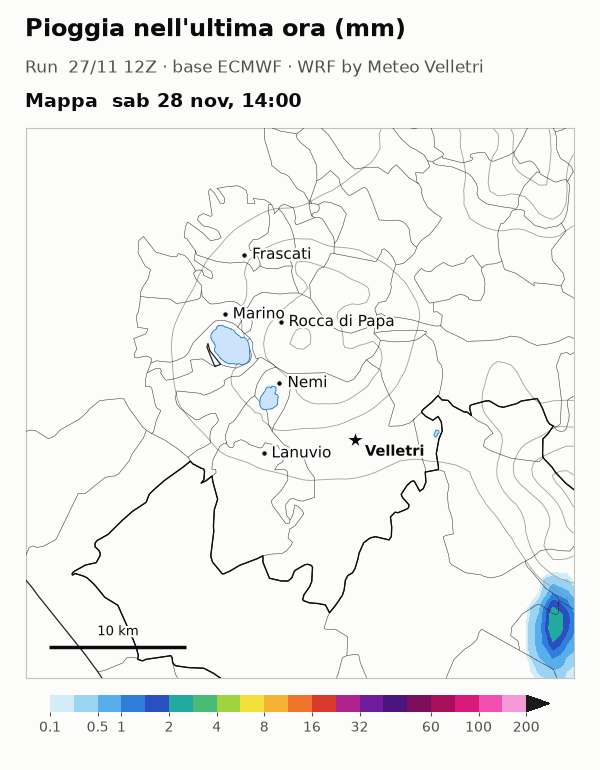 Pioggia nell'ultima ora (mm)
Run  27/11 12Z · base ECMWF · WRF by Meteo Velletri
Mappa  sab 28 nov, 14:00
Frascati
Marino
Rocca di Papa
Nemi
Velletri
Lanuvio
10 km
0.1 0.5 1 2 4 8 16 32 60 100 200